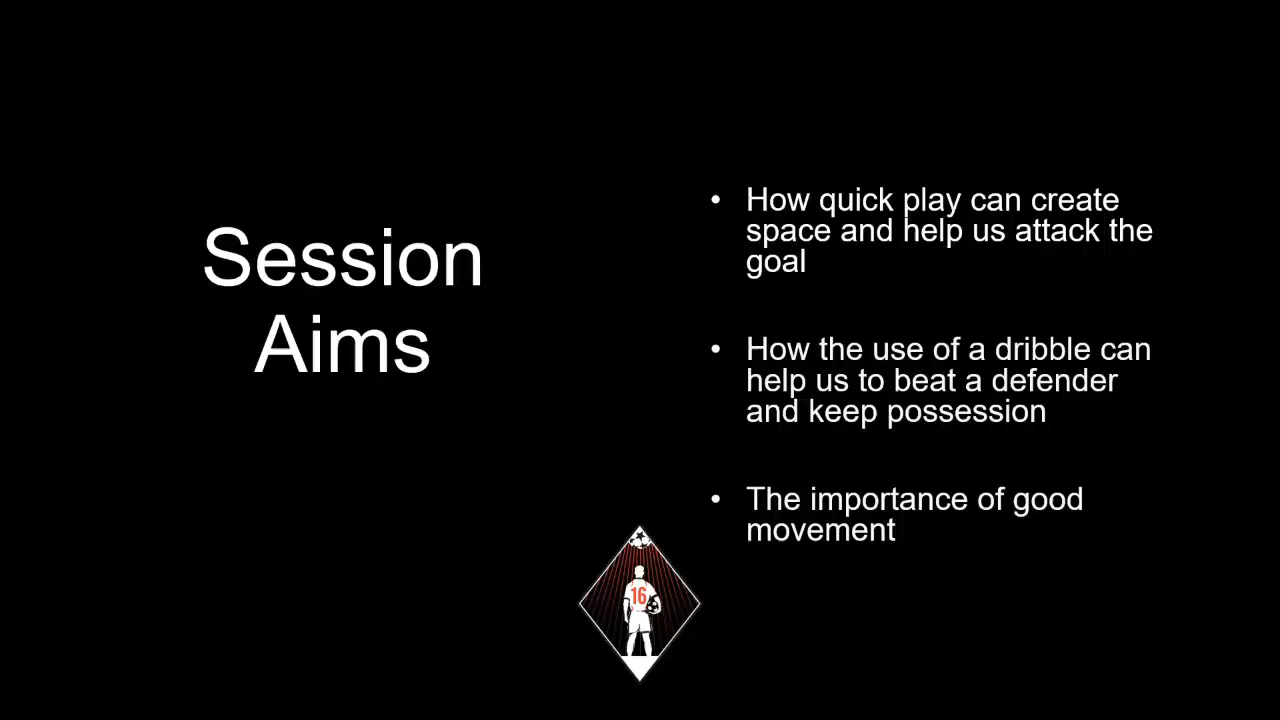 Session
Aims
• How quick play can create
space and help us attack the
goal
• How the use of a dribble can
help us to beat a defender
and keep possession
• The importance of good
movement
16